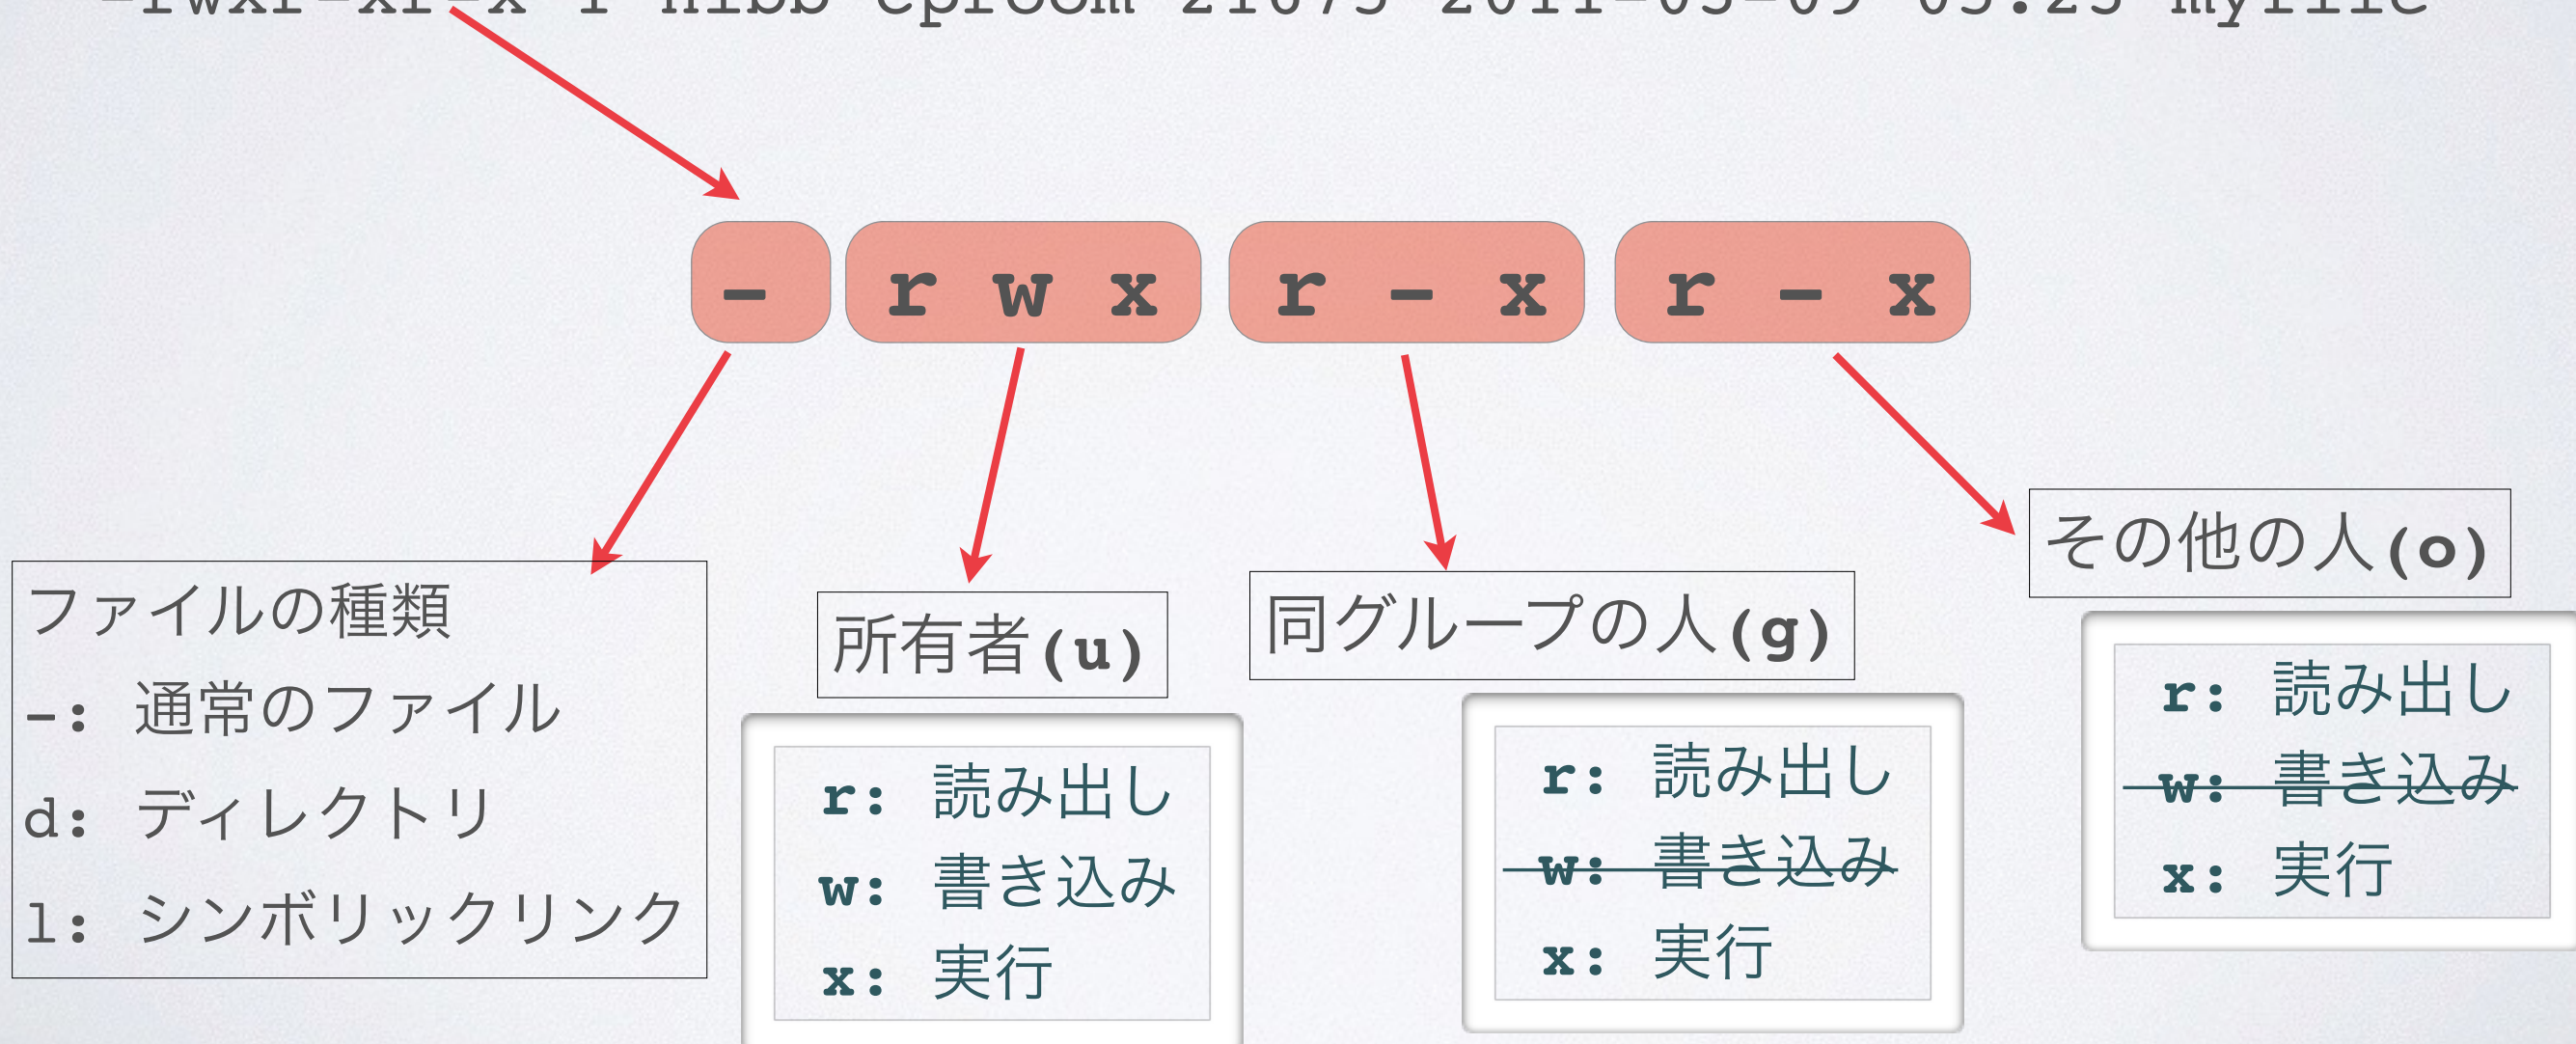 - r w x r - x r - x
その他の人(o)
r: 読み出し
w: 書き込み
x: 実行
同グループの人(g)
r: 読み出し
w: 書き込み
x: 実行
所有者(u)
r: 読み出し
w: 書き込み
x: 実行
ファイルの種類
-: 通常のファイル
d: ディレクトリ
l: シンボリックリンク